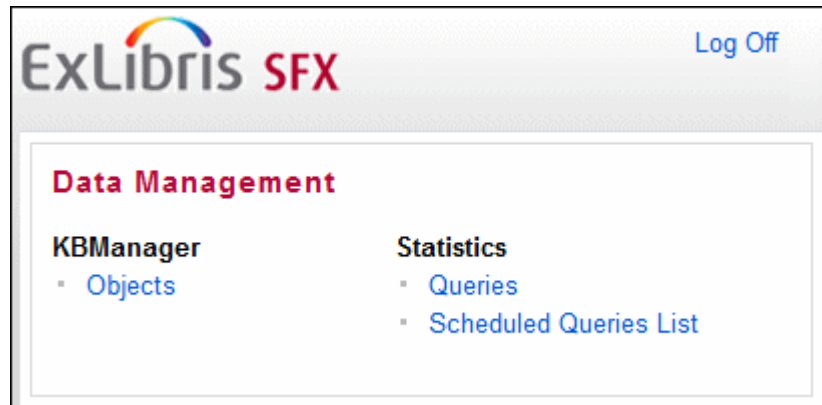 ExLibris SFX
Log Off
Data Management
KBManager
Objects
Statistics
Queries
Scheduled Queries List